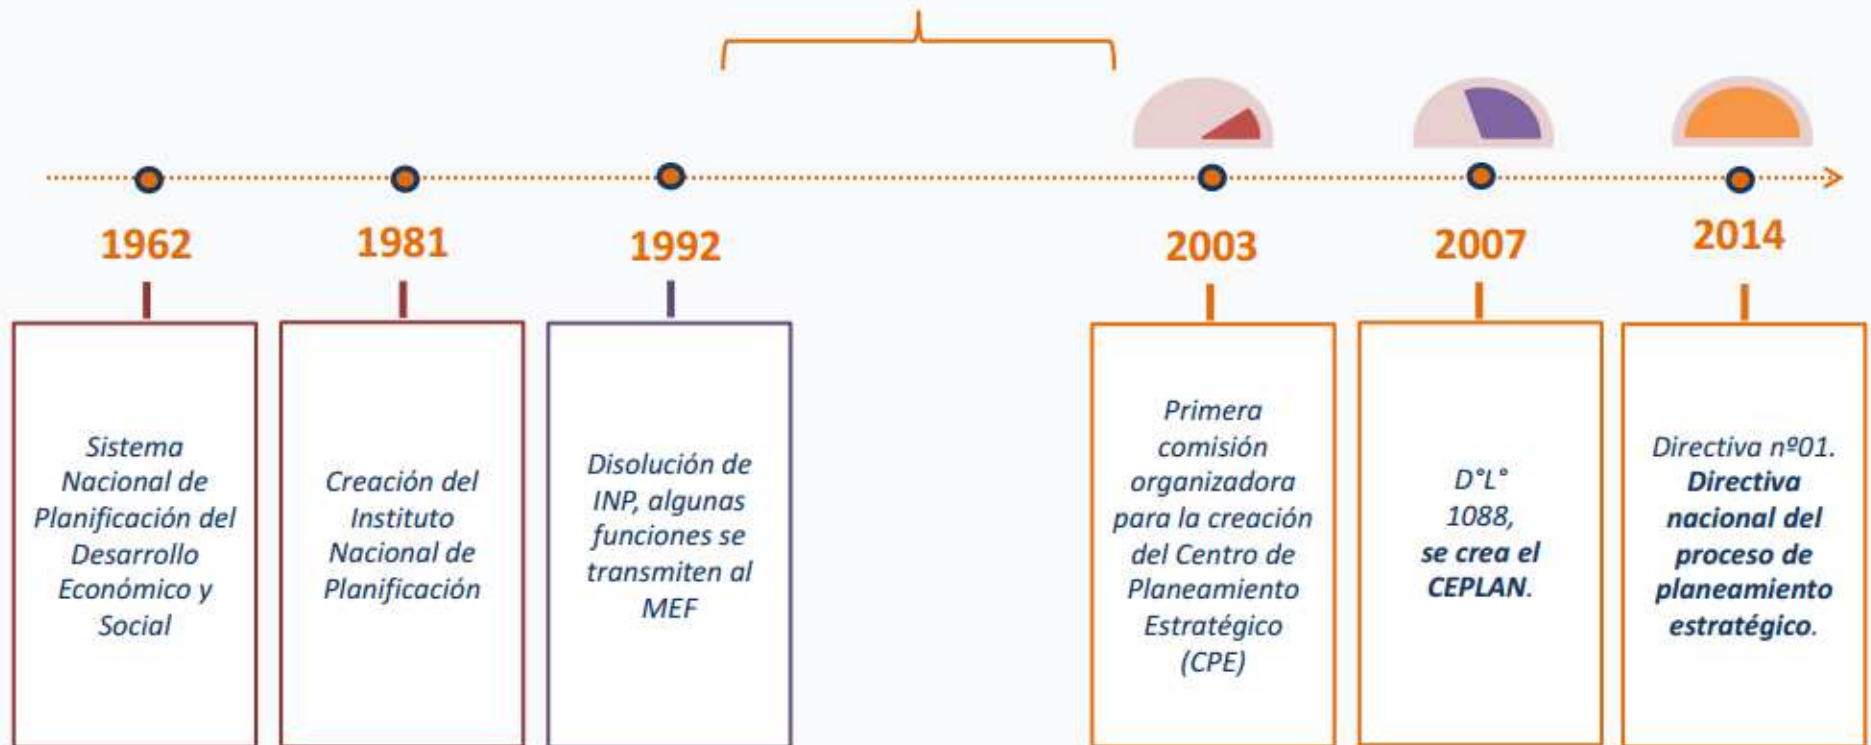 1962
Sistema
Nacional de
Planificación del
Desarrollo
Económico y
Social
1981
Creación del
Instituto
Nacional de
Planificación
1992
Disolución de
INP, algunas
funciones se
transmiten al
MEF
2003
Primera
comisión
organizadora
para la creación
del Centro de
Planeamiento
Estratégico
(CPE)
2007
D°L°
1088,
se crea el
CEPLAN.
2014
Directiva nº01.
Directiva
nacional del
proceso de
planeamiento
estratégico.